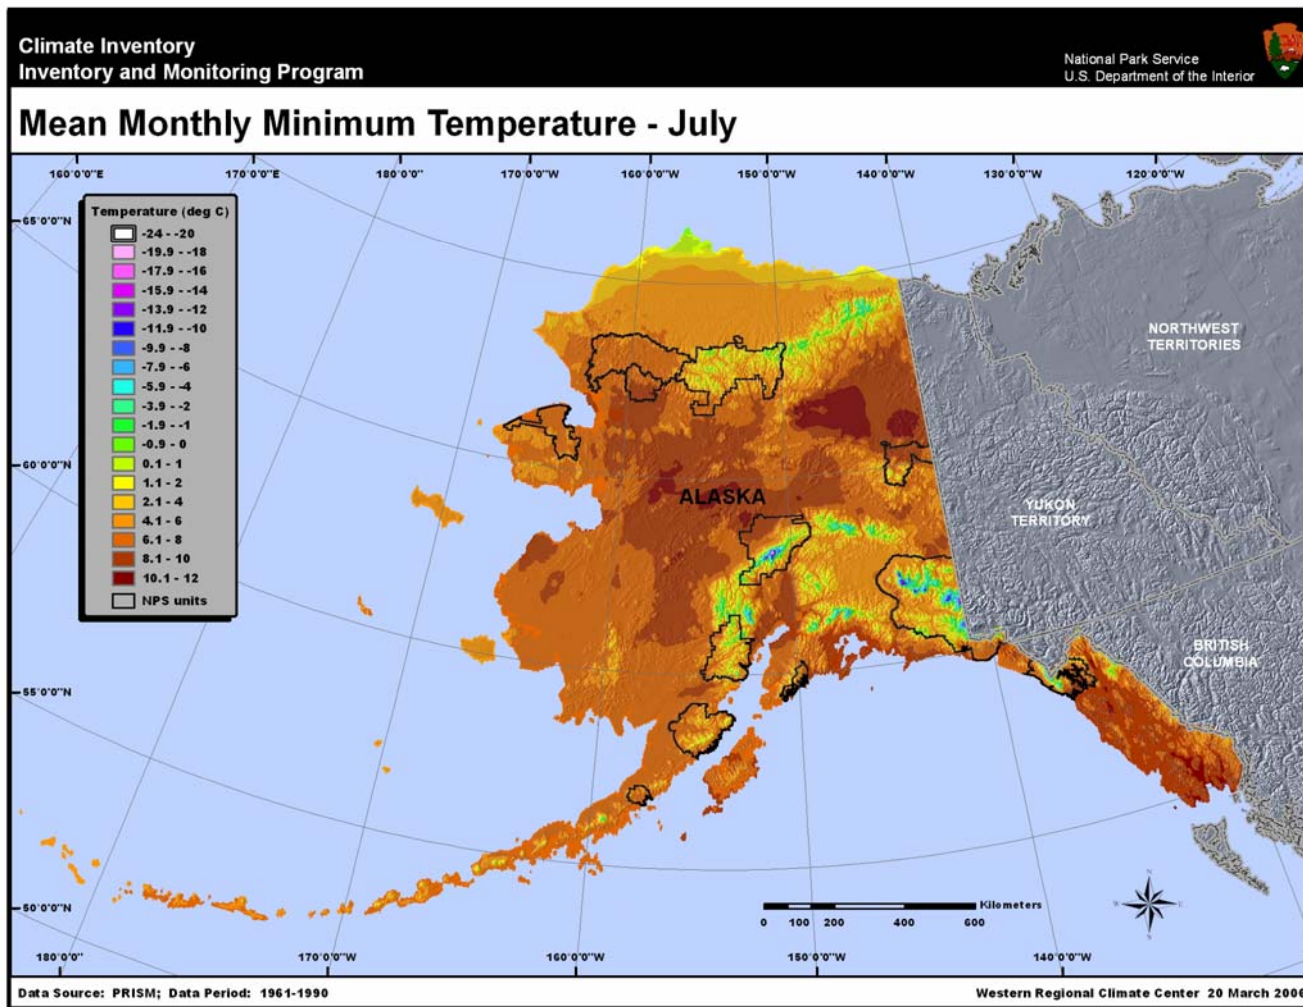 Climate Inventory
Inventory and Monitoring Program
National Park Service
U.S. Department of the Interior
Mean Monthly Minimum Temperature - July
160°0'0"E 170°0'0"E 180°0'0" 170°0'0"W 160°0'0"W 150°0'0"W 140°0'0"W 130°0'0"W 120°0'0"W
65°0'0"N
60°0'0"N
55°0'0"N
50°0'0"N
Temperature (deg C)
-24 - -20
-19.9 - -18
-17.9 - -16
-15.9 - -14
-13.9 - -12
-11.9 - -10
-9.9 - -8
-7.9 - -6
-5.9 - -4
-3.9 - -2
-1.9 - -1
-0.9 - 0
0.1 - 1
1.1 - 2
2.1 - 4
4.1 - 6
6.1 - 8
8.1 - 10
10.1 - 12
NPS units
NORTHWEST
TERRITORIES
ALASKA
YUKON
TERRITORY
BRITISH
COLUMBIA
Kilometers
0 100 200 400 600
N
W E
S
180°0'0" 170°0'0"W 160°0'0"W 150°0'0"W 140°0'0"W
Data Source: PRISM; Data Period: 1961-1990
Western Regional Climate Center 20 March 2006